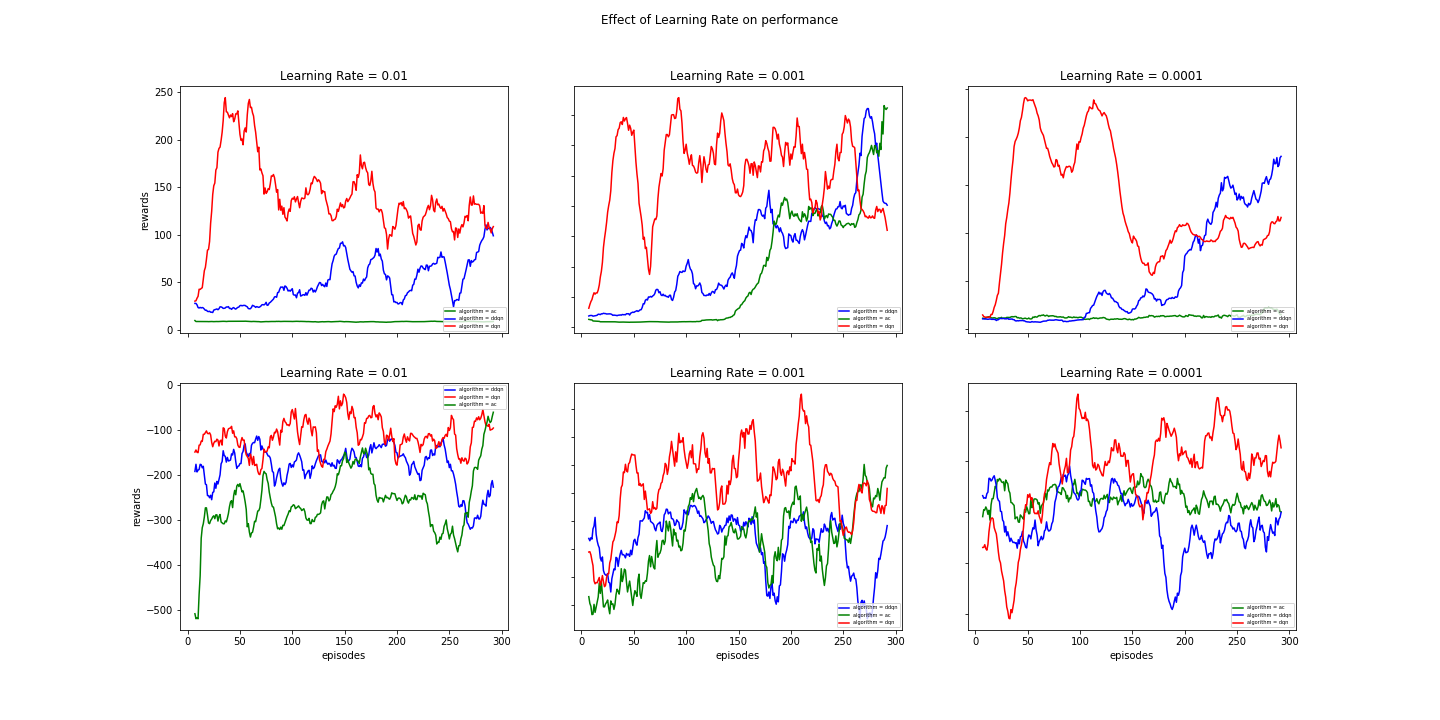 Effect of Learning Rate on performance
Learning Rate = 0.01
Learning Rate = 0.001
Learning Rate = 0.0001
250
200
150
100
50
0
rewards
algorithm = ac
algorithm = ddqn
algorithm = dqn
algorithm = ddqn
algorithm = ac
algorithm = dqn
algorithm = ac
algorithm = ddqn
algorithm = dqn
Learning Rate = 0.01
Learning Rate = 0.001
Learning Rate = 0.0001
0
−100
−200
−300
−400
−500
rewards
algorithm = ddqn
algorithm = dqn
algorithm = ac
algorithm = ddqn
algorithm = ac
algorithm = dqn
algorithm = ac
algorithm = ddqn
algorithm = dqn
0 50 100 150 200 250 300
0 50 100 150 200 250 300
0 50 100 150 200 250 300
episodes
episodes
episodes